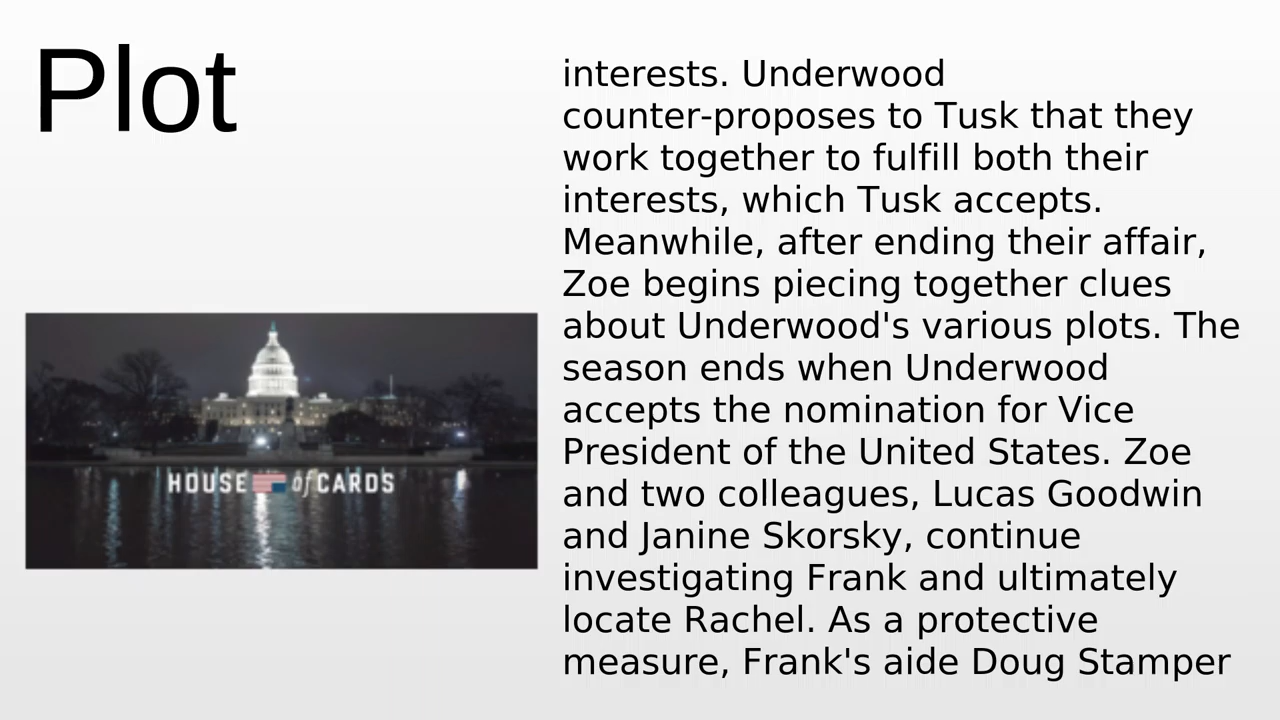 Plot
interests. Underwood
counter-proposes to Tusk that they
work together to fulfill both their
interests, which Tusk accepts.
Meanwhile, after ending their affair,
Zoe begins piecing together clues
about Underwood's various plots. The
season ends when Underwood
accepts the nomination for Vice
President of the United States. Zoe
and two colleagues, Lucas Goodwin
and Janine Skorsky, continue
investigating Frank and ultimately
locate Rachel. As a protective
measure, Frank's aide Doug Stamper
HOUSE of CARDS